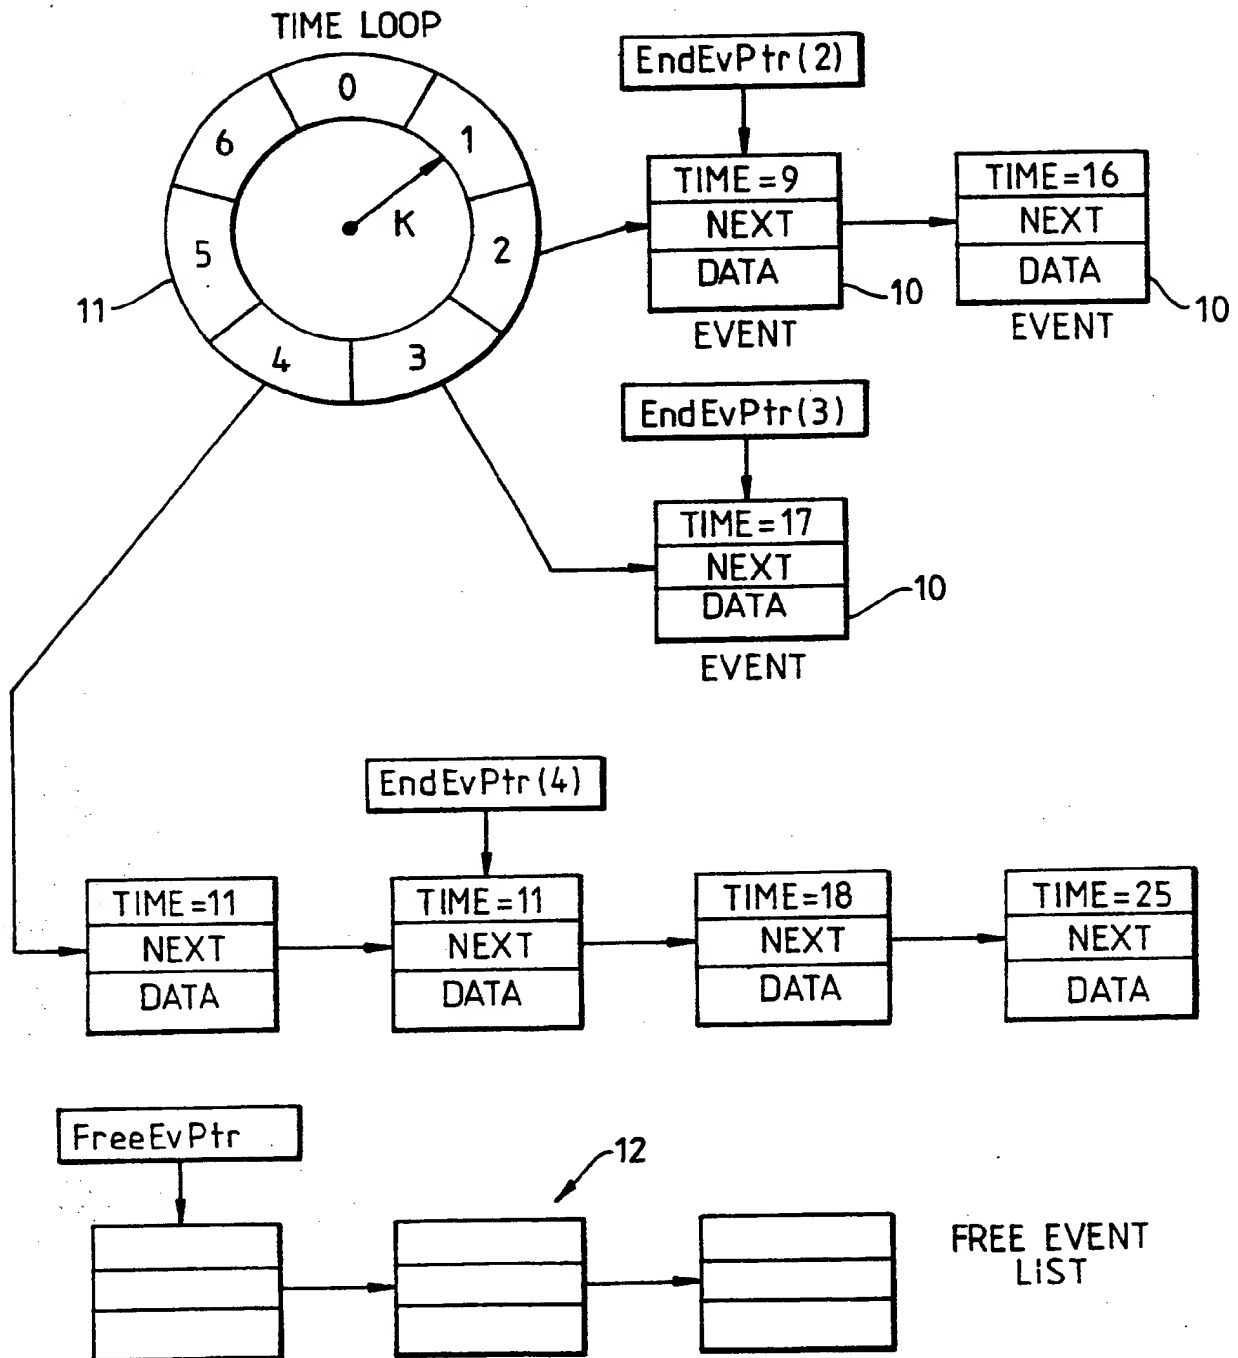 TIME LOOP
0
1
2
3
4
5
6
K
11
EndEvPtr(2)
TIME=9
NEXT
DATA
10
EVENT
TIME=16
NEXT
DATA
10
EVENT
EndEvPtr(3)
TIME=17
NEXT
DATA
10
EVENT
EndEvPtr(4)
TIME=11
NEXT
DATA
TIME=11
NEXT
DATA
TIME=18
NEXT
DATA
TIME=25
NEXT
DATA
FreeEvPtr
12
FREE EVENT
LIST